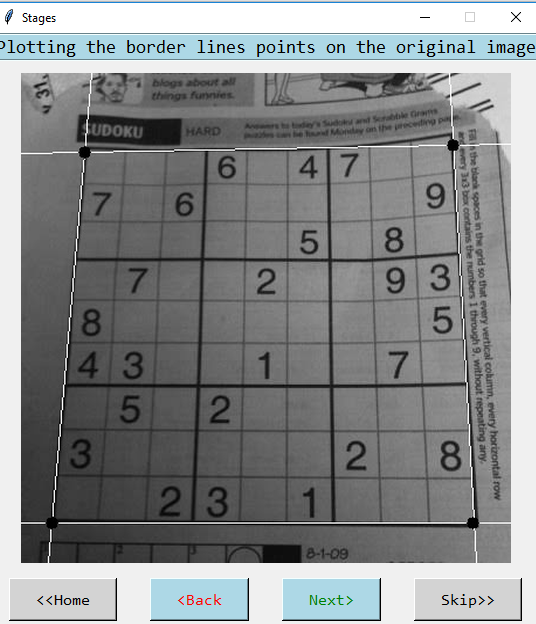 Stages
Plotting the border lines points on the original image
31,
blogs about all
things funnies.
SUDOKU HARD Answers to today's Sudoku and Scrabble Grams
puzzles can be found Monday on the preceding
6 4 7
7 6 9
5 8
7 2 9 3
8 5
4 3 1 7
5 2
3 2 8
2 3 1
Fill in the blank spaces in the grid so that every vertical column, every horizontal row
and every 3x3 box contains the numbers 1 through 9, without repeating any.
1 2 3
8-1-09
<<Home <Back Next> Skip>>